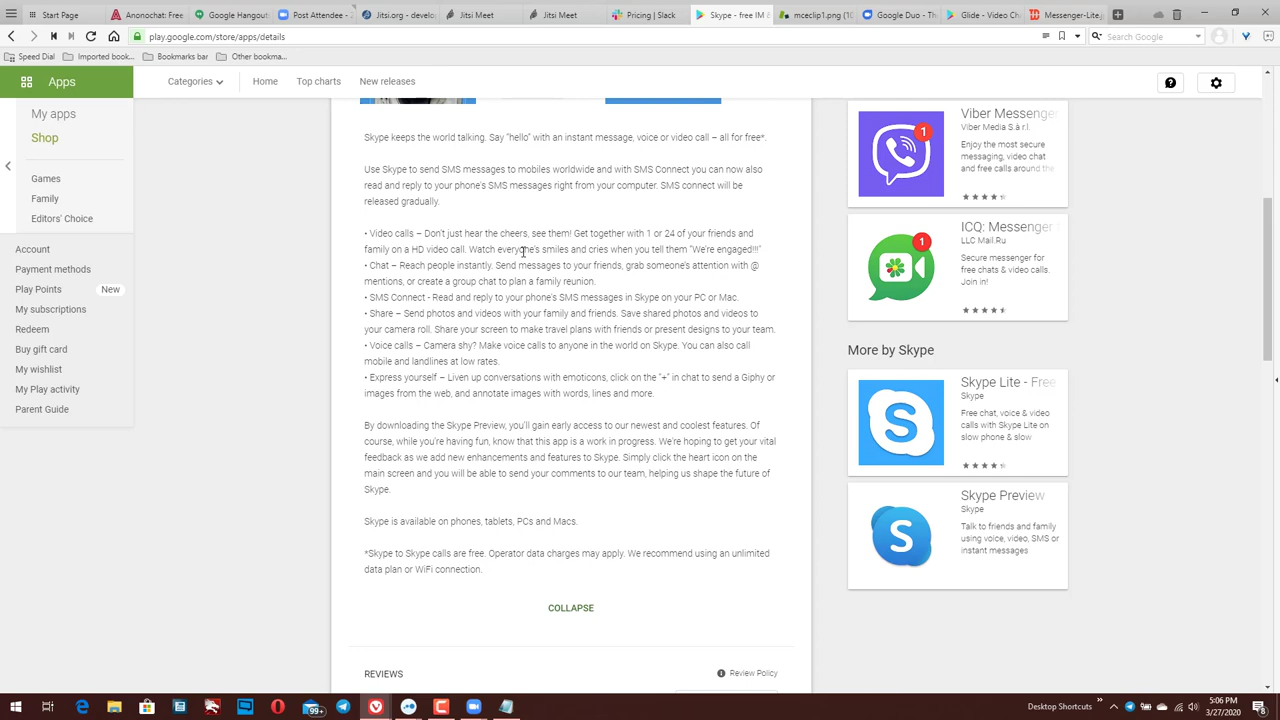 Start Page
Anonchat: Free
Google Hangout
Post Attendee -
2
Jitsi.org - develo
Jitsi Meet
Jitsi Meet
Pricing | Slack
Skype - free IM &
mceclip1.png (10
Google Duo -
Glide - Video Ch
Messenger-Lite.j
play.google.com/store/apps/details
Search Google
Speed Dial
Imported book...
Bookmarks bar
Other bookma...
Apps
Categories
Home
Top charts
New releases
My apps
Shop
Games
Family
Editors' Choice
Account
Payment methods
Play Points
New
My subscriptions
Redeem
Buy gift card
My wishlist
My Play activity
Parent Guide
Skype keeps the world talking. Say "hello" with an instant message, voice or video call – all for free*.
Use Skype to send SMS messages to mobiles worldwide and with SMS Connect you can now also
read and reply to your phone's SMS messages right from your computer. SMS connect will be
released gradually.
• Video calls – Don't just hear the cheers, see them! Get together with 1 or 24 of your friends and
family on a HD video call. Watch everyone's smiles and cries when you tell them "We're engaged!!!"
• Chat – Reach people instantly. Send messages to your friends, grab someone's attention with @
mentions, or create a group chat to plan a family reunion.
• SMS Connect - Read and reply to your phone's SMS messages in Skype on your PC or Mac.
• Share – Send photos and videos with your family and friends. Save shared photos and videos to
your camera roll. Share your screen to make travel plans with friends or present designs to your team.
• Voice calls – Camera shy? Make voice calls to anyone in the world on Skype. You can also call
mobile and landlines at low rates.
• Express yourself – Liven up conversations with emoticons, click on the "+" in chat to send a Giphy or
images from the web, and annotate images with words, lines and more.
By downloading the Skype Preview, you'll gain early access to our newest and coolest features. Of
course, while you're having fun, know that this app is a work in progress. We're hoping to get your vital
feedback as we add new enhancements and features to Skype. Simply click the heart icon on the
main screen and you will be able to send your comments to our team, helping us shape the future of
Skype.
Skype is available on phones, tablets, PCs and Macs.
*Skype to Skype calls are free. Operator data charges may apply. We recommend using an unlimited
data plan or WiFi connection.
COLLAPSE
REVIEWS
Review Policy
Viber Messenger
Viber Media S.à r.l.
Enjoy the most secure
messaging, video chat
and free calls around the
1
ICQ: Messenger
LLC Mail.Ru
Secure messenger for
free chats & video calls.
Join in!
1
More by Skype
Skype Lite - Free
Skype
Free chat, voice & video
calls with Skype Lite on
slow phone & slow
S
Skype Preview
Skype
Talk to friends and family
using voice, video, SMS or
instant messages
S
99+
Desktop Shortcuts
»
5:06 PM
3/27/2020